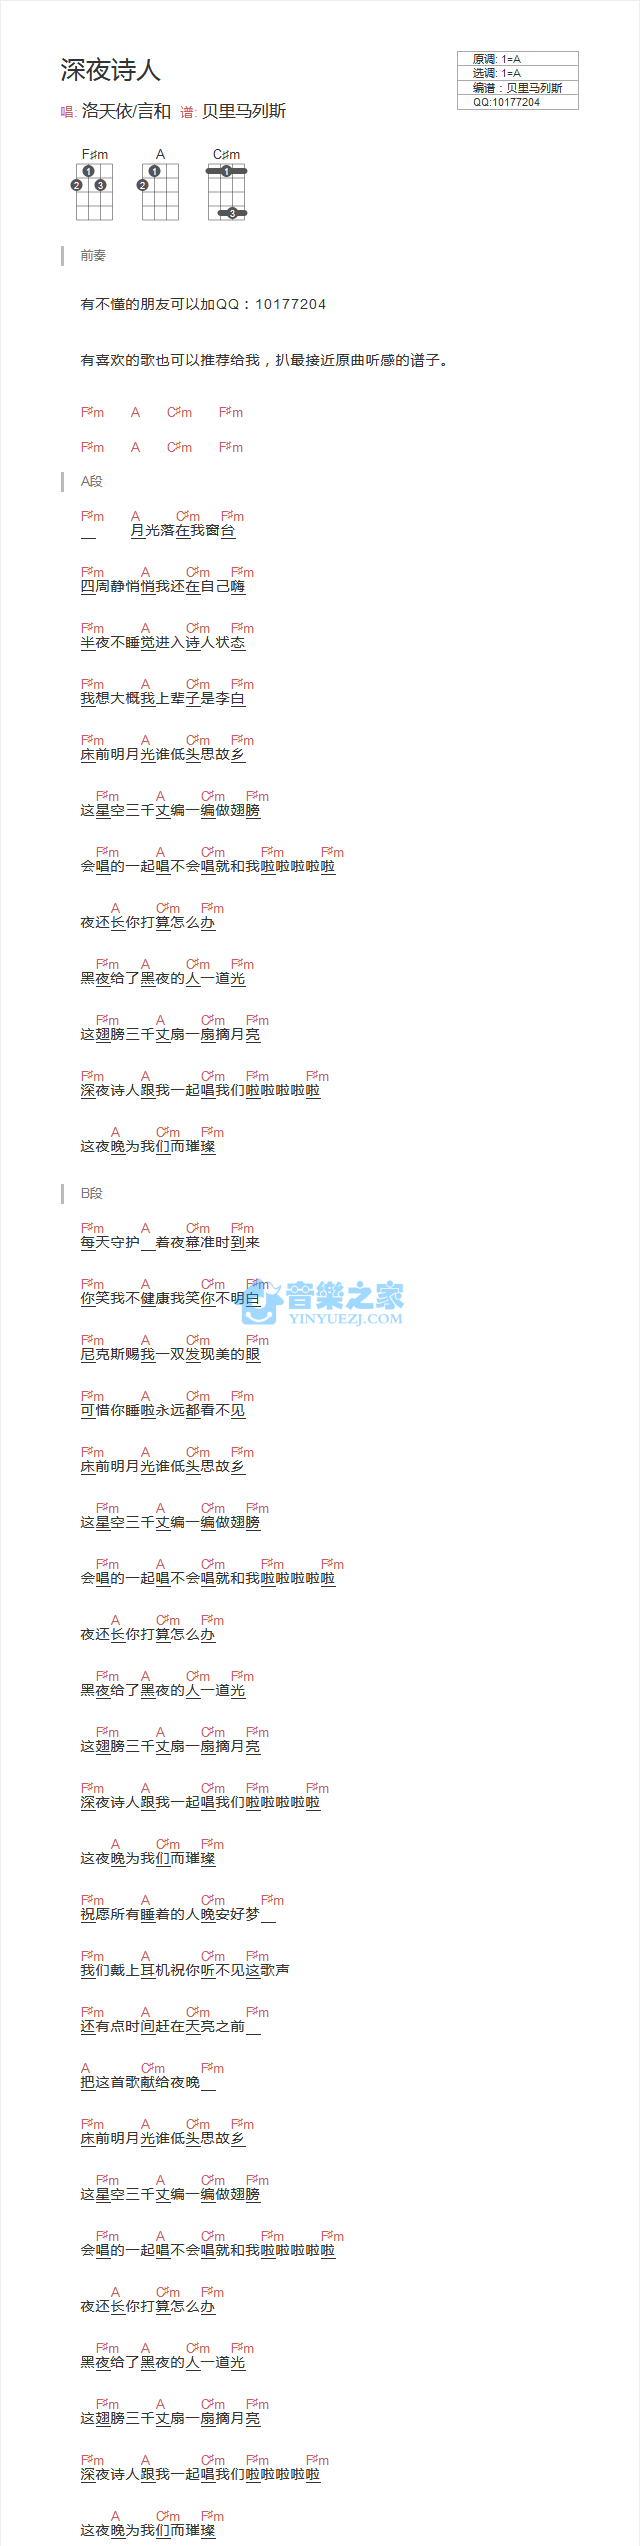 深夜诗人
唱: 洛天依/言和 谱: 贝里马列斯
原调: 1=A
选调: 1=A
编谱：贝里马列斯
QQ:10177204
F♯m A C♯m
1 1 1
2 3 2 3
前奏
有不懂的朋友可以加QQ：10177204
有喜欢的歌也可以推荐给我，扒最接近原曲听感的谱子。
F♯m A C♯m F♯m
F♯m A C♯m F♯m
A段
F♯m A C♯m F♯m
月光落在我窗台
F♯m A C♯m F♯m
四周静悄悄我还在自己嗨
F♯m A C♯m F♯m
半夜不睡觉进入诗人状态
F♯m A C♯m F♯m
我想大概我上辈子是李白
F♯m A C♯m F♯m
床前明月光谁低头思故乡
F♯m A C♯m F♯m
这星空三千丈编一编做翅膀
F♯m A C♯m F♯m F♯m
会唱的一起唱不会唱就和我啦啦啦啦啦
A C♯m F♯m
夜还长你打算怎么办
F♯m A C♯m F♯m
黑夜给了黑夜的人一道光
F♯m A C♯m F♯m
这翅膀三千丈扇一扇摘月亮
F♯m A C♯m F♯m F♯m
深夜诗人跟我一起唱我们啦啦啦啦啦
A C♯m F♯m
这夜晚为我们而璀璨
B段
F♯m A C♯m F♯m
每天守护 着夜幕准时到来
F♯m A C♯m F♯m
你笑我不健康我笑你不明白
音樂之家
YINYUEZJ.COM
F♯m A C♯m F♯m
尼克斯赐我一双发现美的眼
F♯m A C♯m F♯m
可惜你睡啦永远都看不见
F♯m A C♯m F♯m
床前明月光谁低头思故乡
F♯m A C♯m F♯m
这星空三千丈编一编做翅膀
F♯m A C♯m F♯m F♯m
会唱的一起唱不会唱就和我啦啦啦啦啦
A C♯m F♯m
夜还长你打算怎么办
F♯m A C♯m F♯m
黑夜给了黑夜的人一道光
F♯m A C♯m F♯m
这翅膀三千丈扇一扇摘月亮
F♯m A C♯m F♯m F♯m
深夜诗人跟我一起唱我们啦啦啦啦啦
A C♯m F♯m
这夜晚为我们而璀璨
F♯m A C♯m F♯m
祝愿所有睡着的人晚安好梦
F♯m A C♯m F♯m
我们戴上耳机祝你听不见这歌声
F♯m A C♯m F♯m
还有点时间赶在天亮之前
A C♯m F♯m
把这首歌献给夜晚
F♯m A C♯m F♯m
床前明月光谁低头思故乡
F♯m A C♯m F♯m
这星空三千丈编一编做翅膀
F♯m A C♯m F♯m F♯m
会唱的一起唱不会唱就和我啦啦啦啦啦
A C♯m F♯m
夜还长你打算怎么办
F♯m A C♯m F♯m
黑夜给了黑夜的人一道光
F♯m A C♯m F♯m
这翅膀三千丈扇一扇摘月亮
F♯m A C♯m F♯m F♯m
深夜诗人跟我一起唱我们啦啦啦啦啦
A C♯m F♯m
这夜晚为我们而璀璨